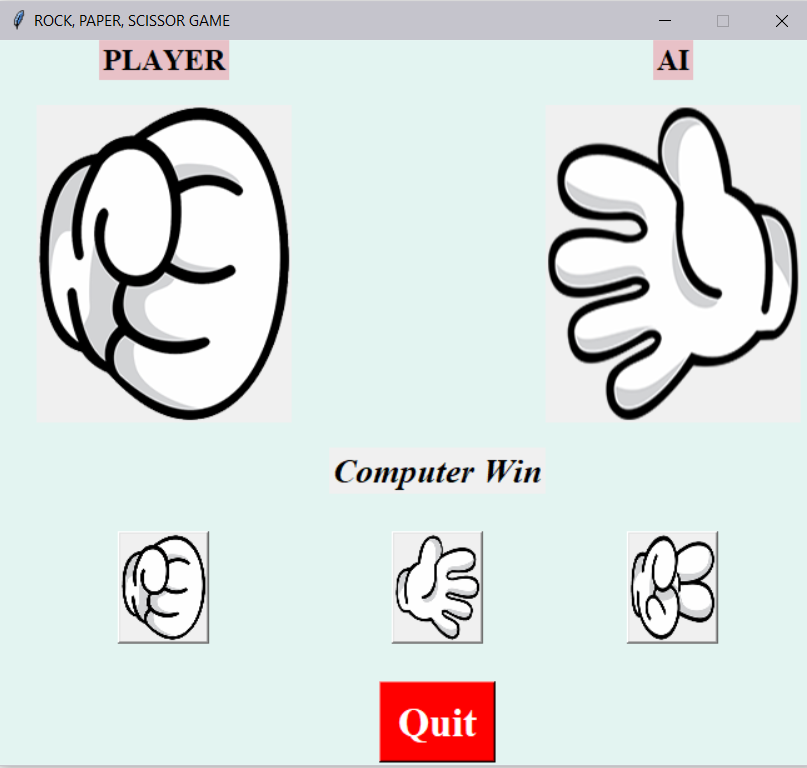 ROCK, PAPER, SCISSOR GAME
PLAYER
AI
Computer Win
Quit